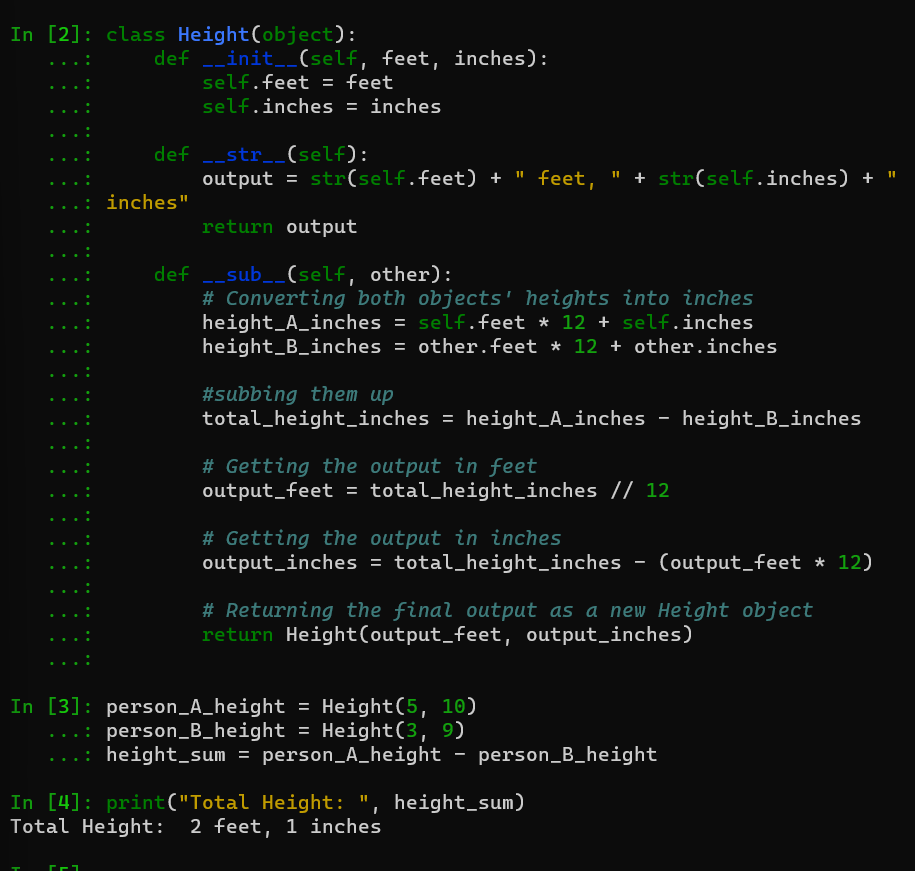 In [2]: class Height(object):
   ...:     def __init__(self, feet, inches):
   ...:         self.feet = feet
   ...:         self.inches = inches
   ...:
   ...:     def __str__(self):
   ...:         output = str(self.feet) + " feet, " + str(self.inches) + "
   ...: inches"
   ...:         return output
   ...:
   ...:     def __sub__(self, other):
   ...:         # Converting both objects' heights into inches
   ...:         height_A_inches = self.feet * 12 + self.inches
   ...:         height_B_inches = other.feet * 12 + other.inches
   ...:
   ...:         #subbing them up
   ...:         total_height_inches = height_A_inches - height_B_inches
   ...:
   ...:         # Getting the output in feet
   ...:         output_feet = total_height_inches // 12
   ...:
   ...:         # Getting the output in inches
   ...:         output_inches = total_height_inches - (output_feet * 12)
   ...:
   ...:         # Returning the final output as a new Height object
   ...:         return Height(output_feet, output_inches)
   ...:

In [3]: person_A_height = Height(5, 10)
   ...: person_B_height = Height(3, 9)
   ...: height_sum = person_A_height - person_B_height

In [4]: print("Total Height: ", height_sum)
Total Height:  2 feet, 1 inches